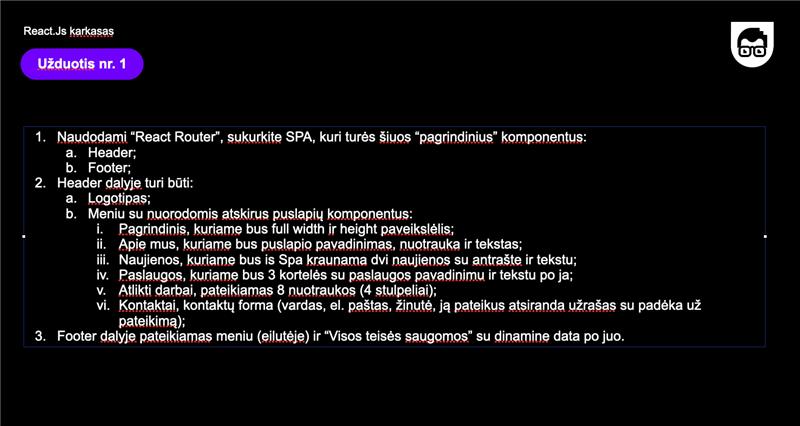 React.Js karkasas
Užduotis nr. 1
1. Naudodami “React Router”, sukurkite SPA, kuri turės šiuos “pagrindinius” komponentus:
a. Header;
b. Footer;
2. Header dalyje turi būti:
a. Logotipas;
b. Meniu su nuorodomis atskirus puslapių komponentus:
i. Pagrindinis, kuriame bus full width ir height paveikslėlis;
ii. Apie mus, kuriame bus puslapio pavadinimas, nuotrauka ir tekstas;
iii. Naujienos, kuriame bus is Spa kraunama dvi naujienos su antrašte ir tekstu;
iv. Paslaugos, kuriame bus 3 kortelės su paslaugos pavadinimu ir tekstu po ja;
v. Atlikti darbai, pateikiamas 8 nuotraukos (4 stulpeliai);
vi. Kontaktai, kontaktų forma (vardas, el. paštas, žinutė, ją pateikus atsiranda užrašas su padėka už
pateikimą);
3. Footer dalyje pateikiamas meniu (eilutėje) ir “Visos teisės saugomos” su dinamine data po juo.